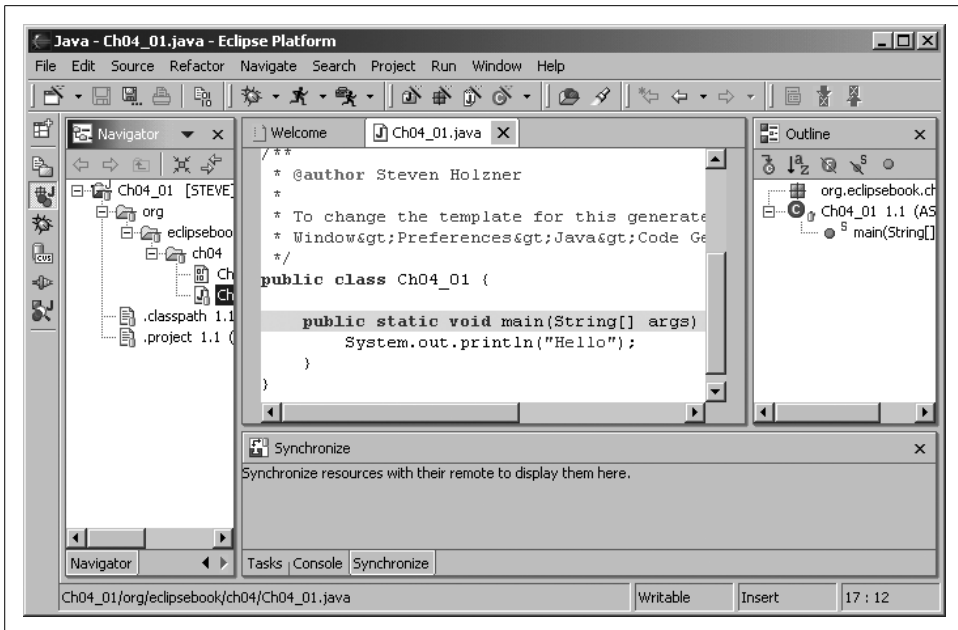 Java - Ch04_01.java - Eclipse Platform
File Edit Source Refactor Navigate Search Project Run Window Help
Navigator
Ch04_01 [STEVE]
org
eclipseboo
ch04
Ch
Ch
.classpath 1.1
.project 1.1 (
Navigator
Welcome
Ch04_01.java
/**
* @author Steven Holzner
*
* To change the template for this generate
* Window&gt;Preferences&gt;Java&gt;Code Ge
*/
public class Ch04_01 {
public static void main(String[] args)
System.out.println("Hello");
}
}
Outline
org.eclipsebook.ch
Ch04_01 1.1 (AS
main(String[]
Synchronize
Synchronize resources with their remote to display them here.
Tasks Console Synchronize
Ch04_01/org/eclipsebook/ch04/Ch04_01.java
Writable
Insert
17 : 12